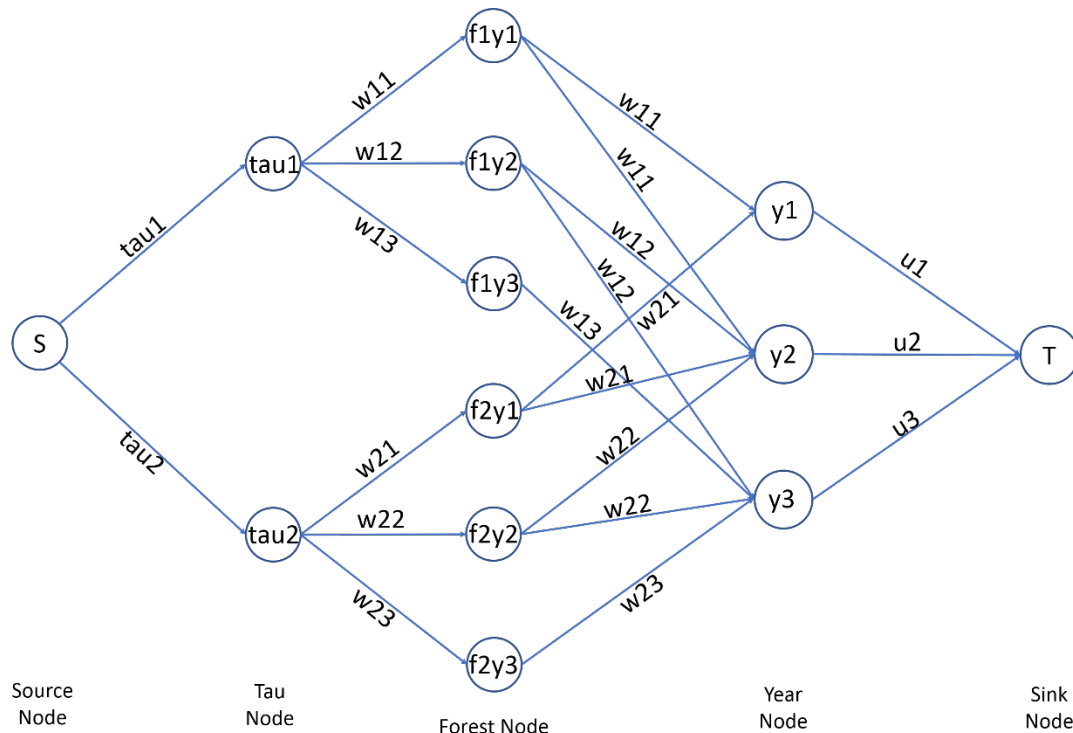 f1y1
w11
w11
w11
tau1
w12
f1y2
w13
w12
w12
y1
tau1
f1y3
w13
w21
u1
S
y2
u2
T
w21
f2y1
w22
u3
tau2
w21
y3
tau2
w22
f2y2
w22
w23
w23
f2y3
Source
Node
Tau
Node
Forest Node
Year
Node
Sink
Node